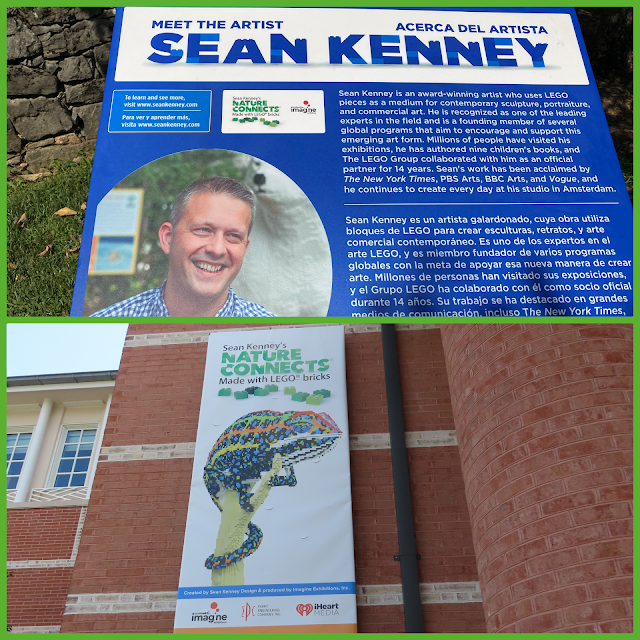 MEET THE ARTIST
ACERCA DEL ARTISTA
SEAN KENNEY
To learn and see more,
visit www.seankenney.com
Para ver y aprender más,
visita www.seankenney.com
Sean Kenney's
NATURE
CONNECTS
Made with LEGO® bricks
imagine
Sean Kenney is an award-winning artist who uses LEGO
pieces as a medium for contemporary sculpture, portraiture,
and commercial art. He is recognized as one of the leading
experts in the field and is a founding member of several
global programs that aim to encourage and support this
emerging art form. Millions of people have visited his
exhibitions, he has authored nine children's books, and
The LEGO Group collaborated with him as an official
partner for 14 years. Sean's work has been acclaimed by
The New York Times, PBS Arts, BBC Arts, and Vogue, and
he continues to create every day at his studio in Amsterdam.
Sean Kenney es un artista galardonado, cuya obra utiliza
bloques de LEGO para crear esculturas, retratos, y arte
comercial contemporáneo. Es uno de los expertos en el
arte LEGO, y es miembro fundador de varios programas
globales con la meta de apoyar esa nueva manera de crear
arte. Millones de personas han visitado sus exposiciones,
y el Grupo LEGO ha colaborado con él como socio oficial
durante 14 años. Su trabajo se ha destacado en grandes
medios de comunicación, incluso The New York Times,
Sean Kenney's
NATURE
CONNECTS™
Made with LEGO® bricks
Created by Sean Kenney Design & produced by Imagine Exhibitions, Inc.
imagine
iHeart
MEDIA